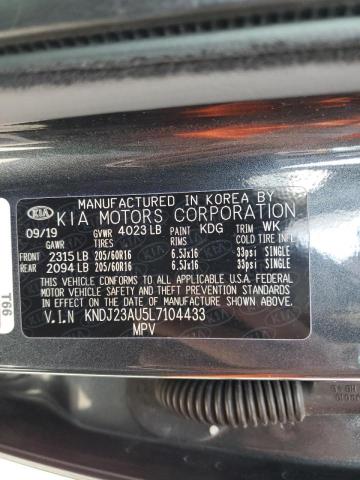 MANUFACTURED IN KOREA BY
KIA KIA MOTORS CORPORATION
09/19 GVWR 4023 LB PAINT KDG TRIM WK
GAWR TIRES RIMS COLD TIRE INFL
FRONT 2315 LB 205/60R16 6.5Jx16 33psi SINGLE
REAR 2094 LB 205/60R16 6.5Jx16 33psi SINGLE
THIS VEHICLE CONFORMS TO ALL APPLICABLE U.S.A FEDERAL
MOTOR VEHICLE SAFETY AND THEFT PREVENTION STANDARDS
IN EFFECT ON THE DATE OF MANUFACTURE SHOWN ABOVE.
V.I.N KNDJ23AU5L7104433
MPV
T66